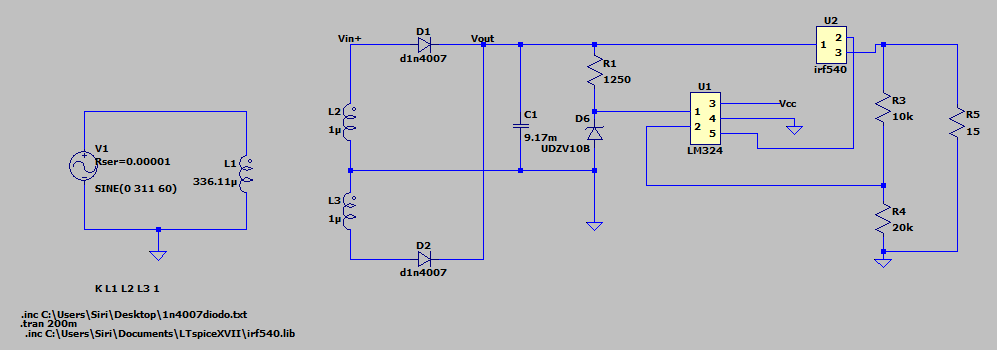 D1
Vin+
Vout
d1n4007
U2
1
2
3
irf540
R1
1250
U1
1
2
3
4
5
LM324
Vcc
L2
1µ
C1
9.17m
D6
UDZV10B
R3
10k
R5
15
V1
Rser=0.00001
SINE(0 311 60)
L1
336.11µ
L3
1µ
R4
20k
D2
d1n4007
K L1 L2 L3 1
.inc C:\Users\Siri\Desktop\1n4007diodo.txt
.tran 200m
.inc C:\Users\Siri\Documents\LTspiceXVII\irf540.lib